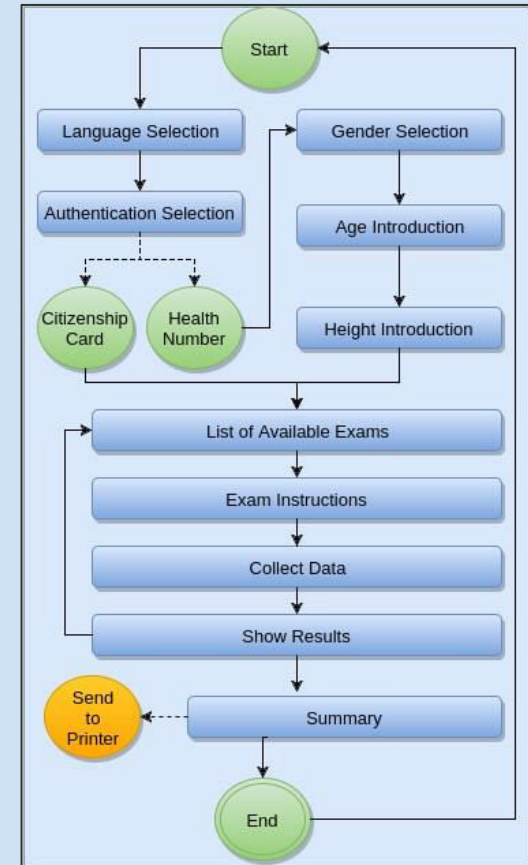 Start
Language Selection
Authentication Selection
Citizenship
Card
Health
Number
Gender Selection
Age Introduction
Height Introduction
List of Available Exams
Exam Instructions
Collect Data
Show Results
Send
to
Printer
Summary
End